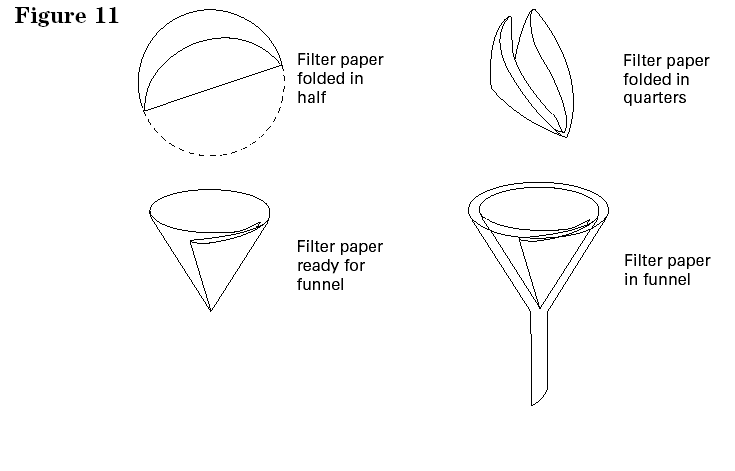 Figure 11
Filter paper
folded in
half
Filter paper
folded in
quarters
Filter paper
ready for
funnel
Filter paper
in funnel